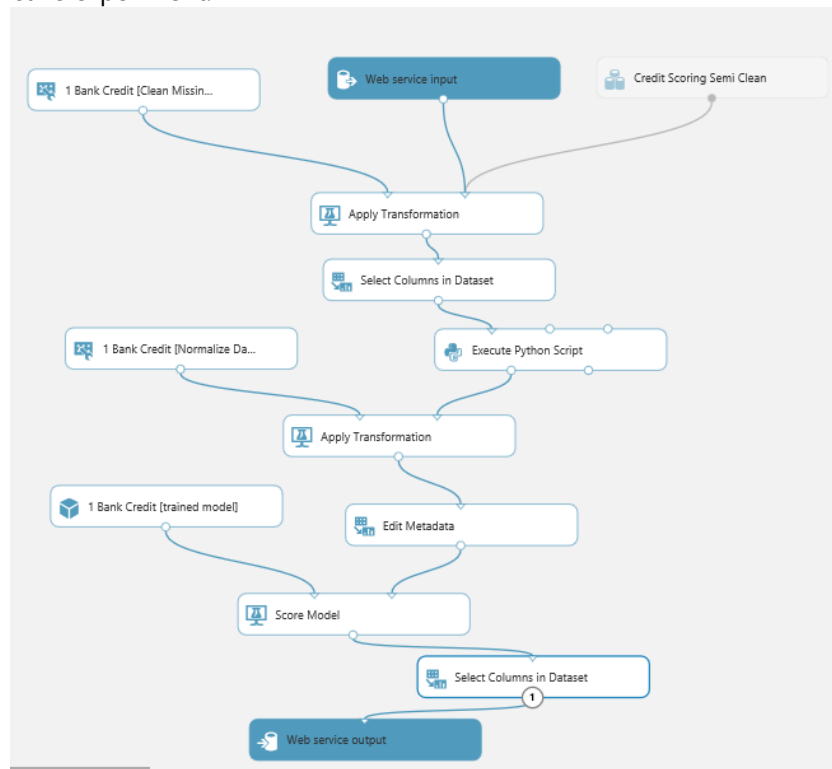 1 Bank Credit [Clean Missin...
Web service input
Credit Scoring Semi Clean
Apply Transformation
Select Columns in Dataset
1 Bank Credit [Normalize Da...
Execute Python Script
Apply Transformation
1 Bank Credit [trained model]
Edit Metadata
Score Model
Select Columns in Dataset
1
Web service output